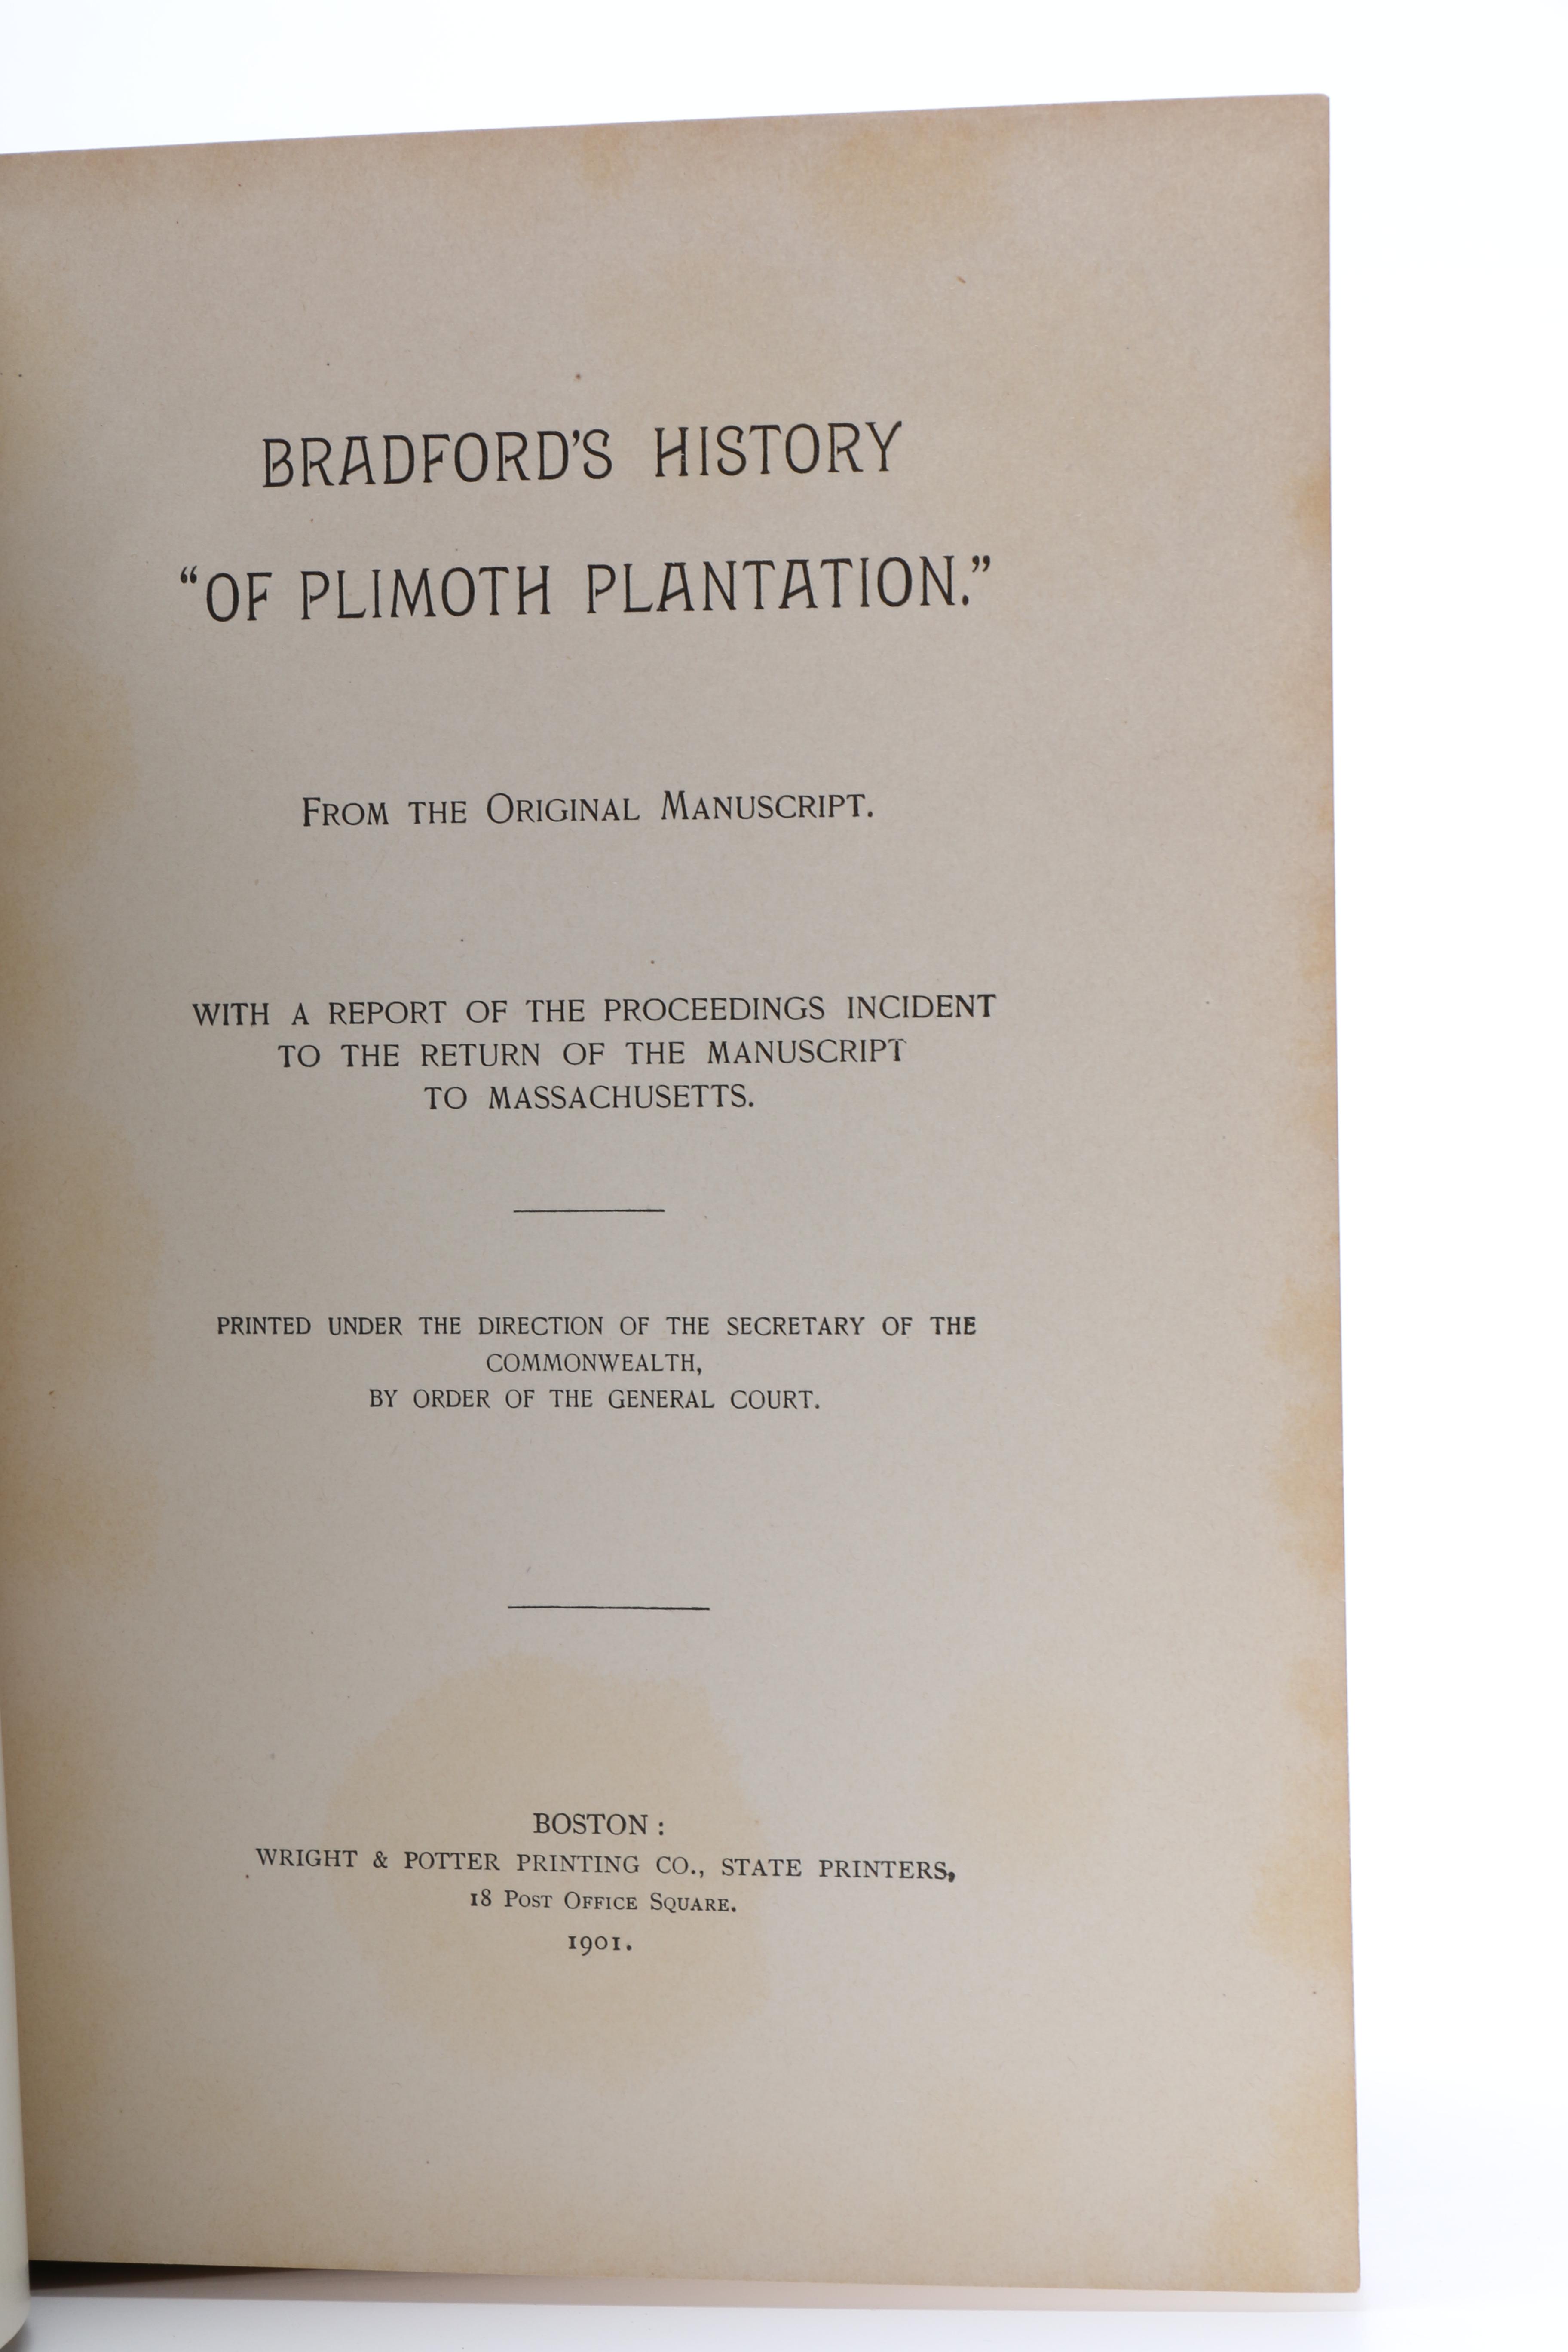 BRADFORD'S HISTORY
“OF PLIMOTH PLANTATION.”
FROM THE ORIGINAL MANUSCRIPT.
WITH A REPORT OF THE PROCEEDINGS INCIDENT
TO THE RETURN OF THE MANUSCRIPT
TO MASSACHUSETTS.
PRINTED UNDER THE DIRECTION OF THE SECRETARY OF THE
COMMONWEALTH,
BY ORDER OF THE GENERAL COURT.
BOSTON:
WRIGHT & POTTER PRINTING CO., STATE PRINTERS,
18 POST OFFICE SQUARE.
1901.